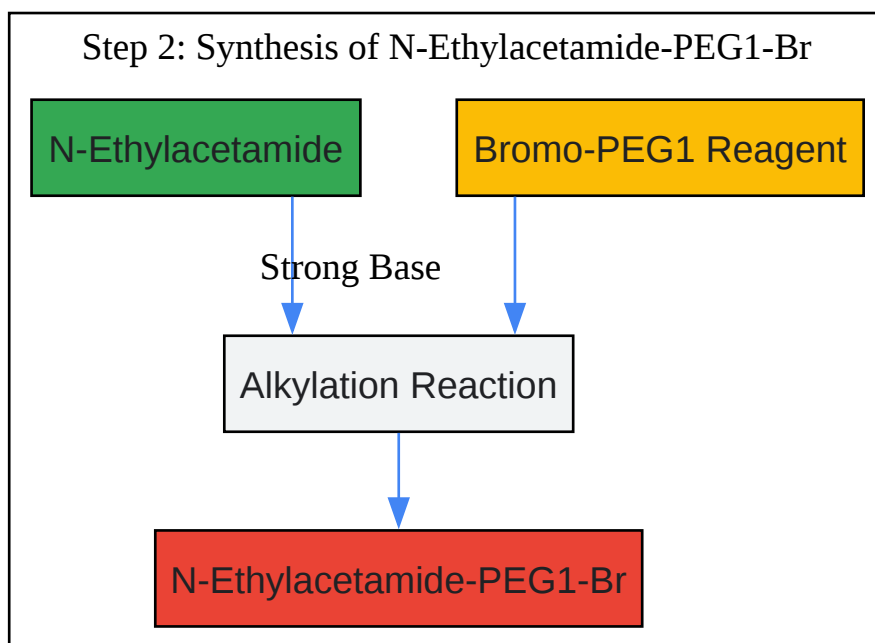 Step 2: Synthesis of N-Ethylacetamide-PEG1-Br
N-Ethylacetamide
Bromo-PEG1 Reagent
Strong Base
Alkylation Reaction
N-Ethylacetamide-PEG1-Br